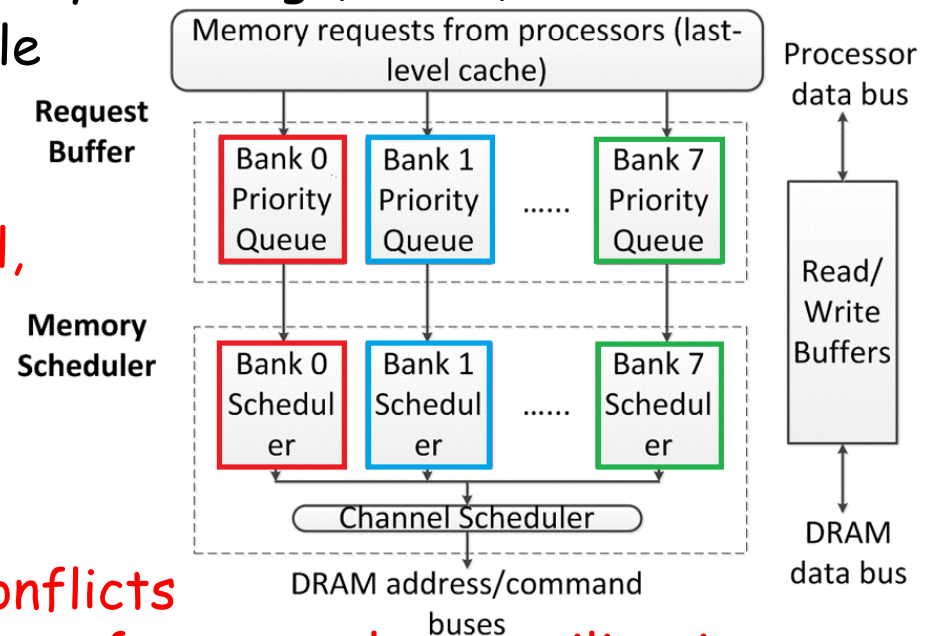 le
Memory requests from processors (last-
level cache)
Processor
data bus
Request
Buffer
Bank 0
Priority
Queue
Bank 1
Priority
Queue
......
Bank 7
Priority
Queue
l,
Read/
Write
Buffers
Memory
Scheduler
Bank 0
Schedul
er
Bank 1
Schedul
er
......
Bank 7
Schedul
er
Channel Scheduler
DRAM address/command
buses
DRAM
data bus
onflicts